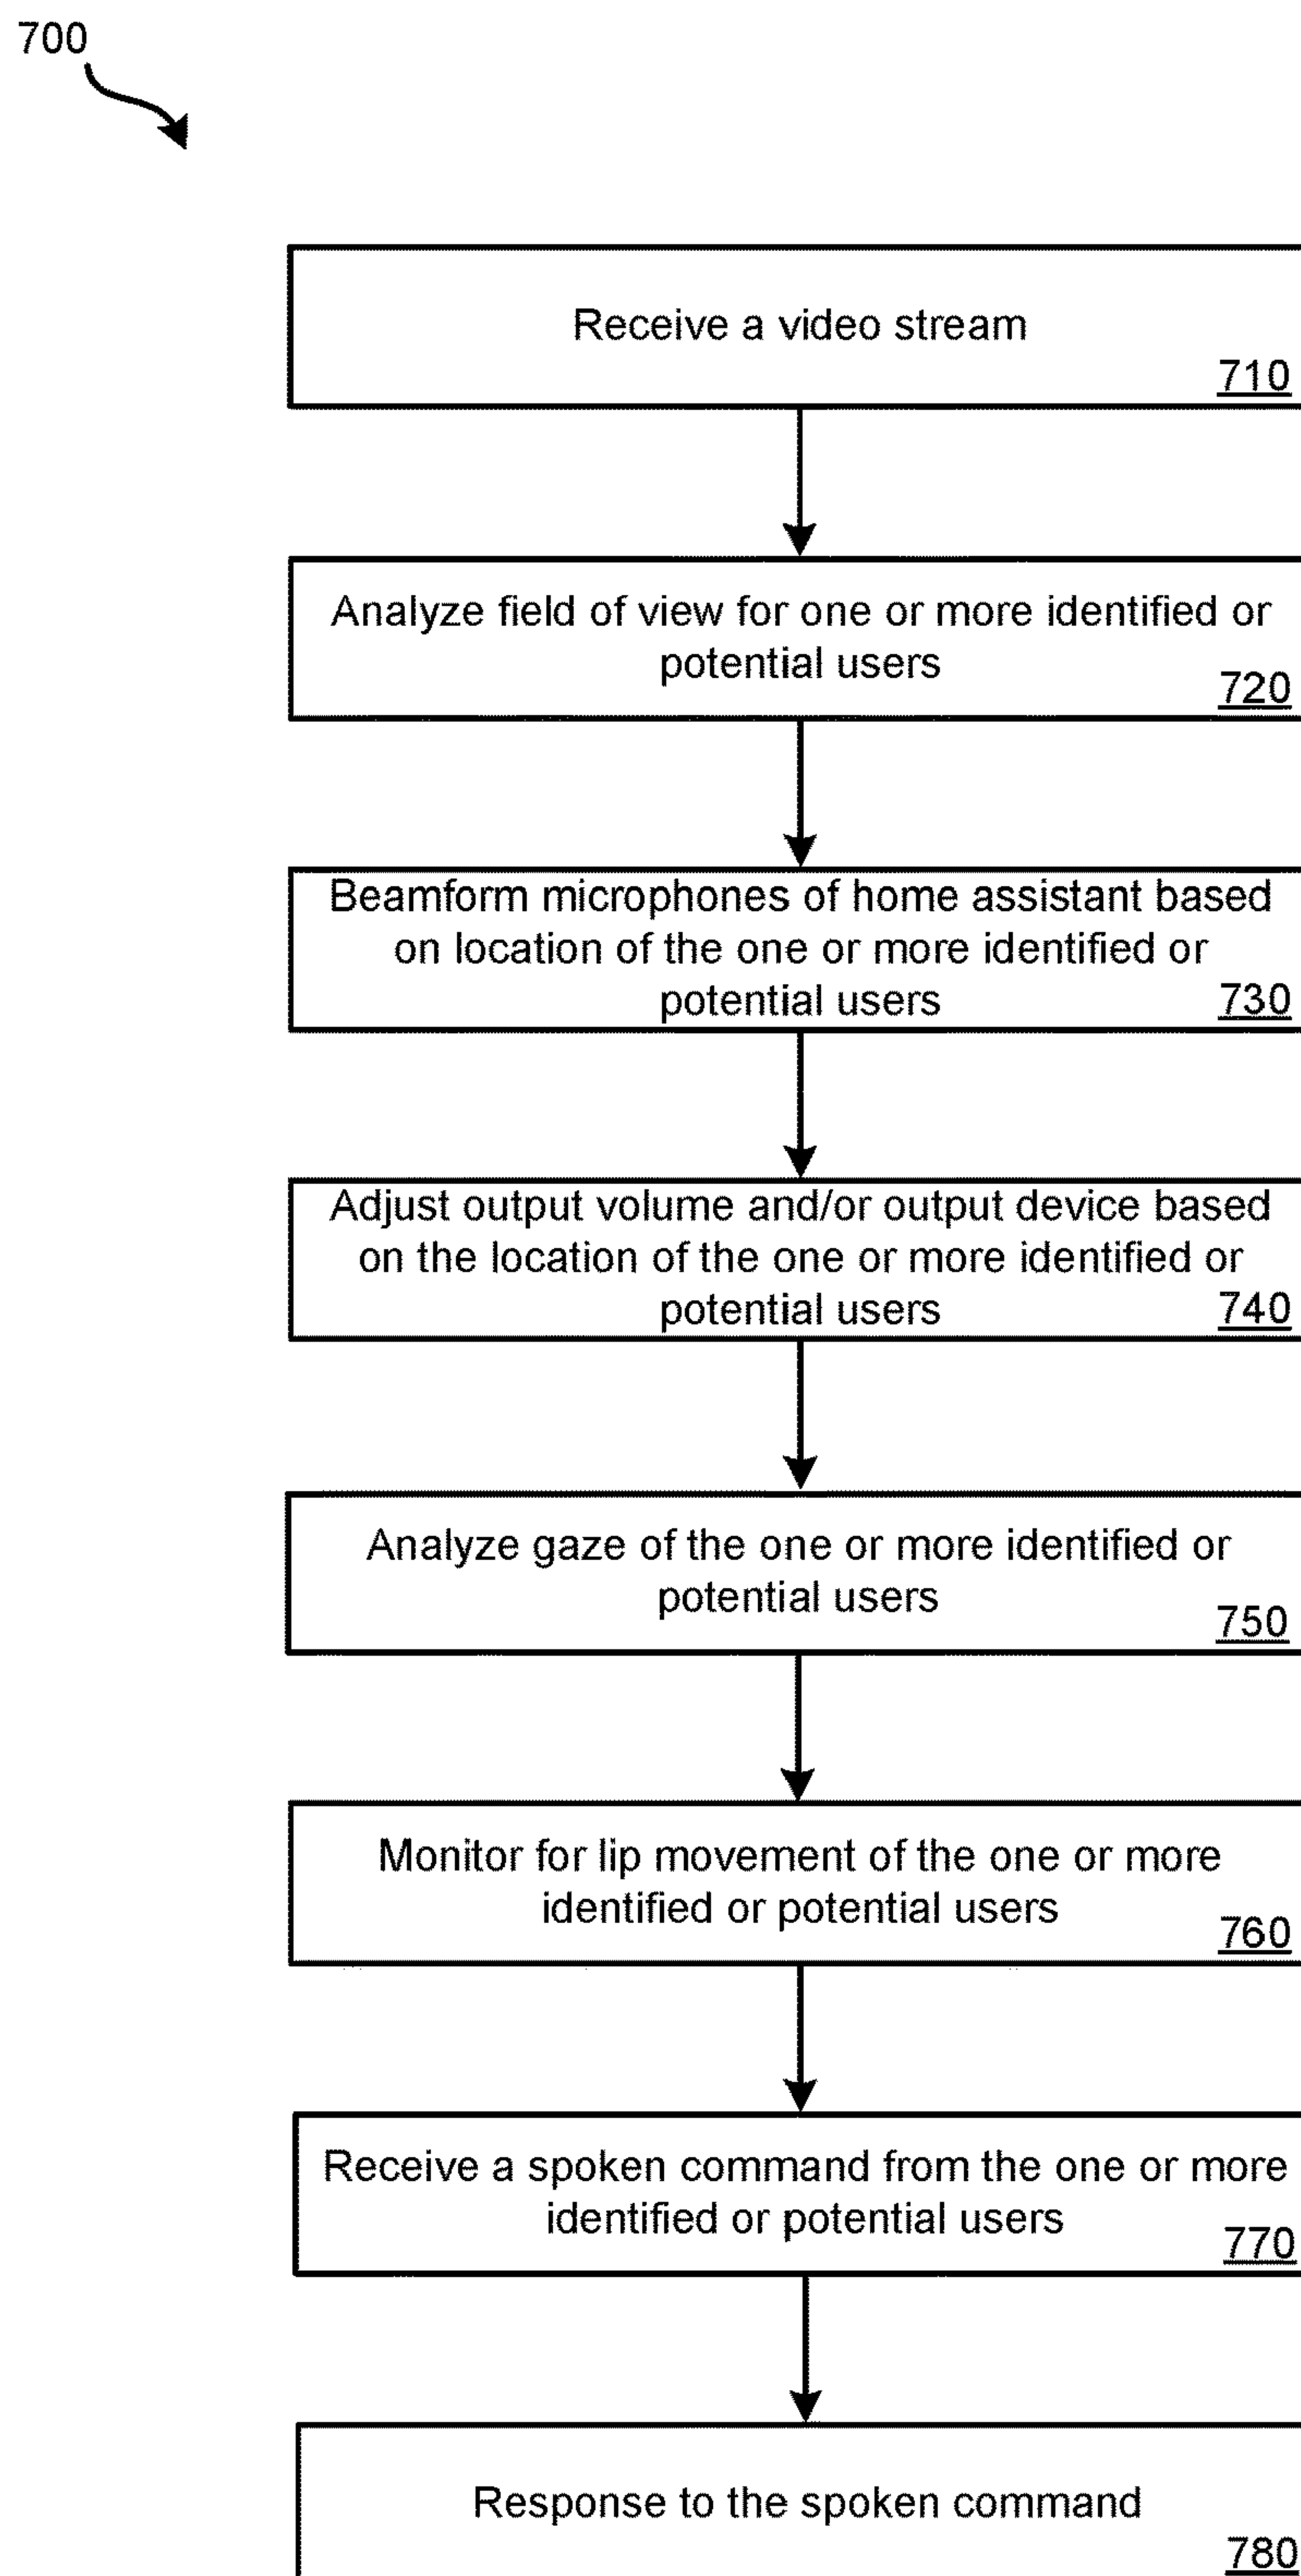 700
Receive a video stream
710
Analyze field of view for one or more identified or
potential users
720
Beamform microphones of home assistant based
on location of the one or more identified or
potential users
730
Adjust output volume and/or output device based
on the location of the one or more identified or
potential users
740
Analyze gaze of the one or more identified or
potential users
750
Monitor for lip movement of the one or more
identified or potential users
760
Receive a spoken command from the one or more
identified or potential users
770
Response to the spoken command
780